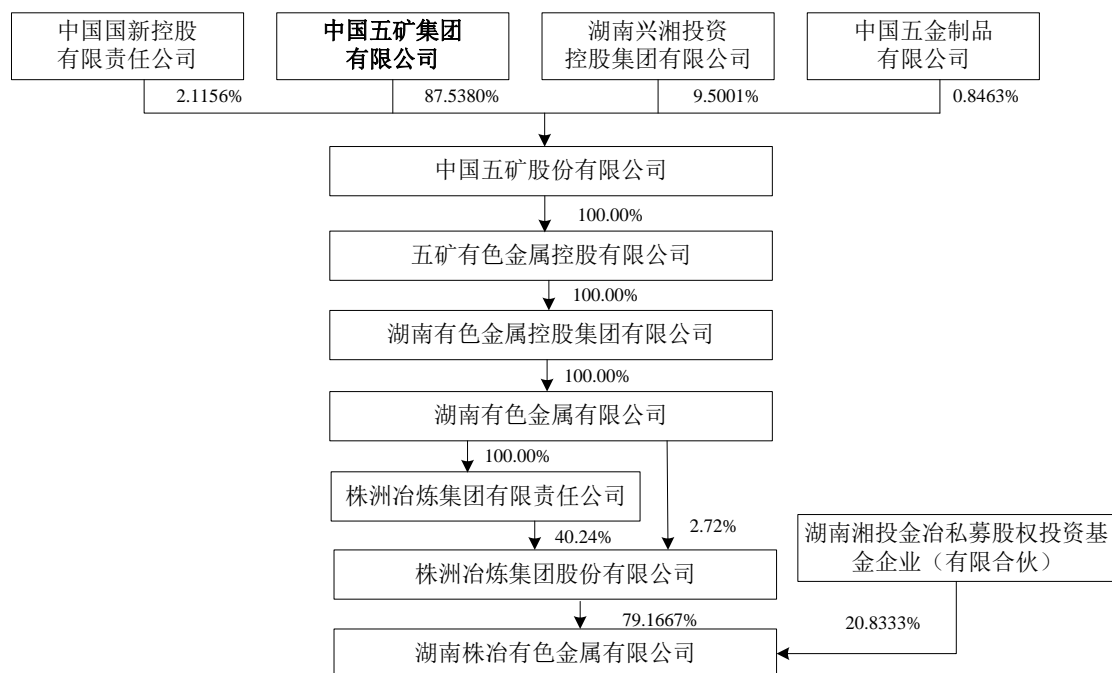 中国国新控股
有限责任公司
中国五矿集团
有限公司
湖南兴湘投资
控股集团有限公司
中国五金制品
有限公司
2.1156%
87.5380%
9.5001%
0.8463%
中国五矿股份有限公司
100.00%
五矿有色金属控股有限公司
100.00%
湖南有色金属控股集团有限公司
100.00%
湖南有色金属有限公司
100.00%
株洲冶炼集团有限责任公司
2.72%
40.24%
湖南湘投金冶私募股权投资基
金企业（有限合伙）
株洲冶炼集团股份有限公司
79.1667%
20.8333%
湖南株冶有色金属有限公司